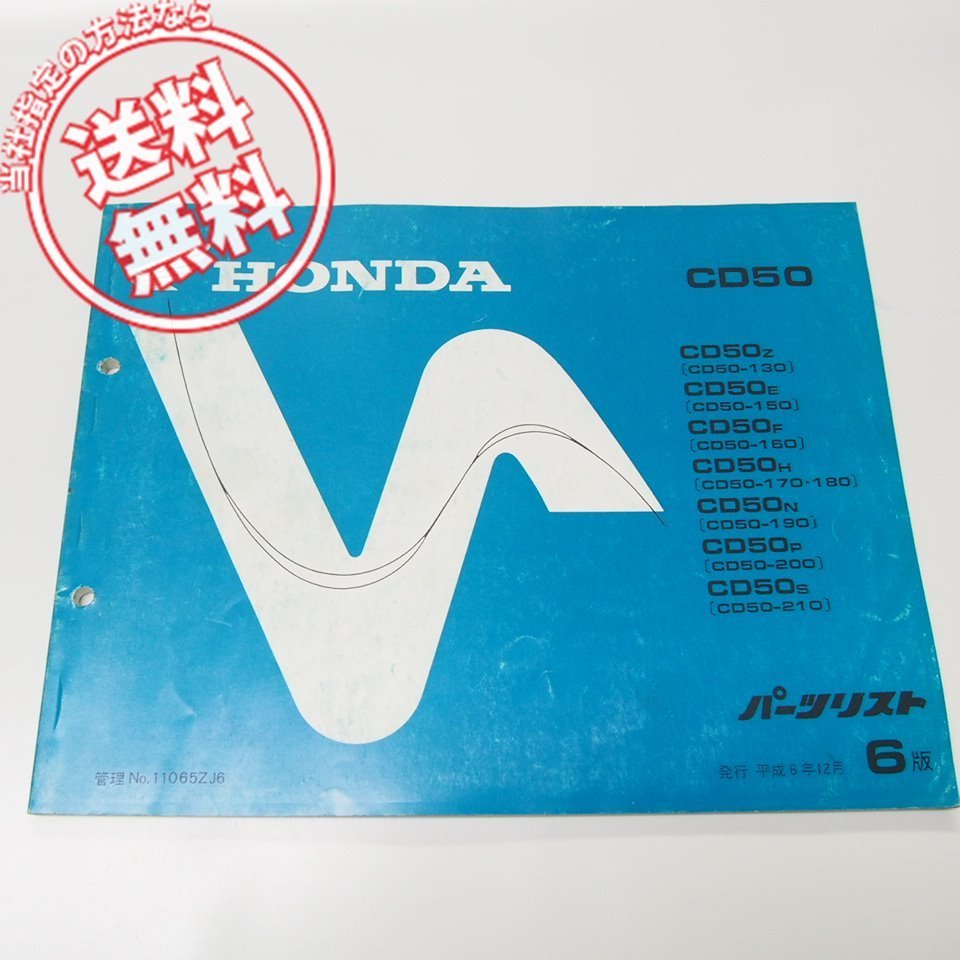 当社指定の方法なら
送料
無料
HONDA
CD50
CD50Z
〔CD50-130〕
CD50E
〔CD50-150〕
CD50F
〔CD50-160〕
CD50H
〔CD50-170･180〕
CD50N
〔CD50-190〕
CD50P
〔CD50-200〕
CD50S
〔CD50-210〕
パーツリスト
管理 No.11065ZJ6
発行 平成6年12月 6版